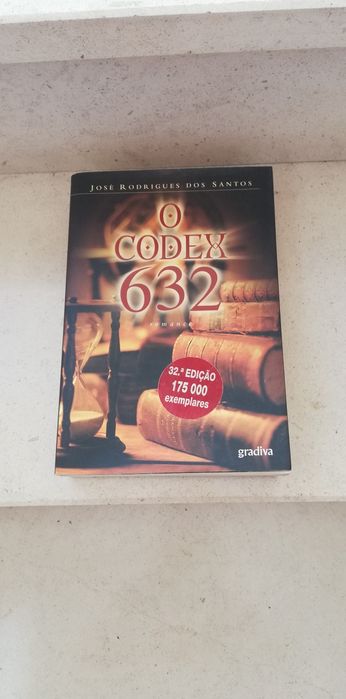 JOSÉ RODRIGUES DOS SANTOS
O
CODEX
632
romance
32.ª EDIÇÃO
175 000
exemplares
gradiva